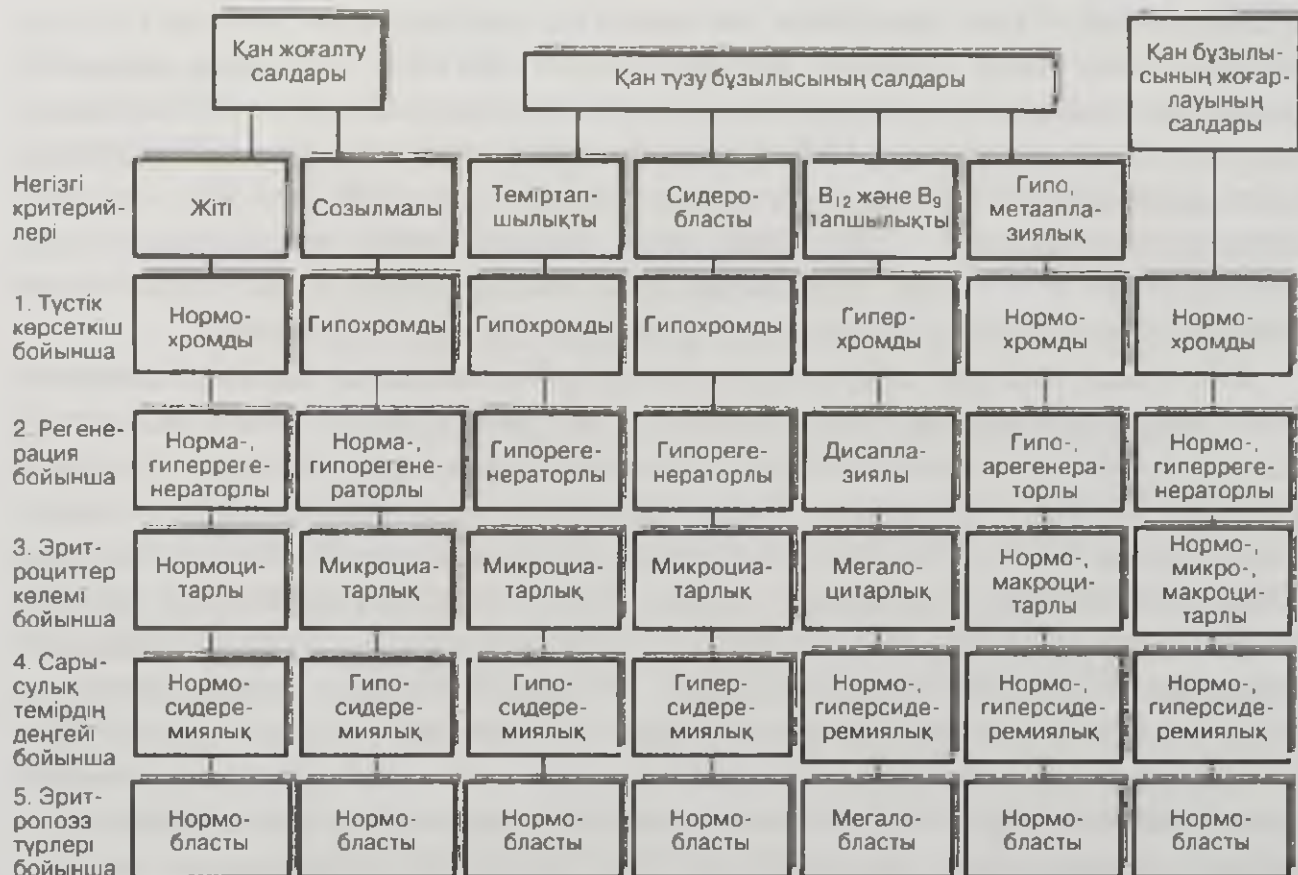 Қан жоғалту
салдары
Қан түзу бұзылысының салдары
Қан бұзылы-
сының жоғар-
лауының
салдары
Негізгі
критерий-
лері
Жіті
Созылмалы
Теміртап-
шылықты
Сидеро-
бласты
B12 және B9
тапшылықты
Гипо,
метаапла-
зиялық
1. Түстік
көрсеткіш
бойынша
Нормо-
хромды
Гипохромды
Гипохромды
Гипохромды
Гипер-
хромды
Нормо-
хромды
Нормо-
хромды
2. Регене-
рация
бойынша
Норма-,
гиперреге-
нераторлы
Норма-,
гипорегене-
раторлы
Гипореге-
нераторлы
Гипореге-
нераторлы
Дисапла-
зиялы
Гипо-,
арегенера-
торлы
Нормо-,
гиперреге-
нераторлы
3. Эрит-
роциттер
көлемі
бойынша
Нормоци-
тарлы
Микроциа-
тарлық
Микроциа-
тарлық
Микроциа-
тарлық
Мегало-
цитарлық
Нормо-,
макроци-
тарлы
Нормо-,
микро-,
макроци-
тарлы
4. Сары-
сулық
темірдің
деңгейі
бойынша
Нормо-
сидере-
миялық
Гипо-
сидере-
миялық
Гипо-
сидере-
миялық
Гипер-
сидере-
миялық
Нормо-,
гиперсиде-
ремиялық
Нормо-,
гиперсиде-
ремиялық
Нормо-,
гиперсиде-
ремиялық
5. Эрит-
ропоэз
түрлері
бойынша
Нормо-
бласты
Нормо-
бласты
Нормо-
бласты
Нормо-
бласты
Мегало-
бласты
Нормо-
бласты
Нормо-
бласты